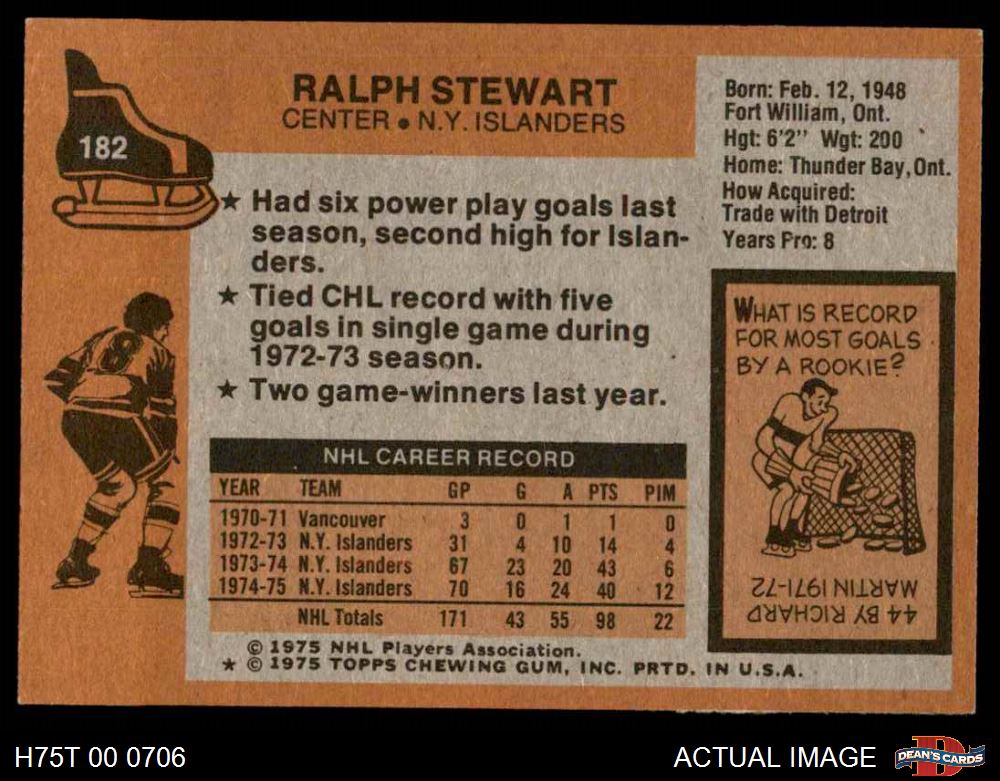 182
RALPH STEWART
CENTER • N.Y. ISLANDERS
Born: Feb. 12, 1948
Fort William, Ont.
Hgt: 6'2" Wgt: 200
Home: Thunder Bay, Ont.
How Acquired:
Trade with Detroit
Years Pro: 8
★ Had six power play goals last
season, second high for Islan-
ders.
★ Tied CHL record with five
goals in single game during
1972-73 season.
★ Two game-winners last year.
8
WHAT IS RECORD
FOR MOST GOALS
BY A ROOKIE?
44 BY RICHARD
MARTIN 1971-72
NHL CAREER RECORD
YEAR TEAM GP G A PTS PIM
1970-71 Vancouver 3 0 1 1 0
1972-73 N.Y. Islanders 31 4 10 14 4
1973-74 N.Y. Islanders 67 23 20 43 6
1974-75 N.Y. Islanders 70 16 24 40 12
NHL Totals 171 43 55 98 22
© 1975 NHL Players Association.
★ © 1975 TOPPS CHEWING GUM, INC. PRTD. IN U.S.A.
H75T 00 0706
ACTUAL IMAGE
D
DEAN'S CARDS